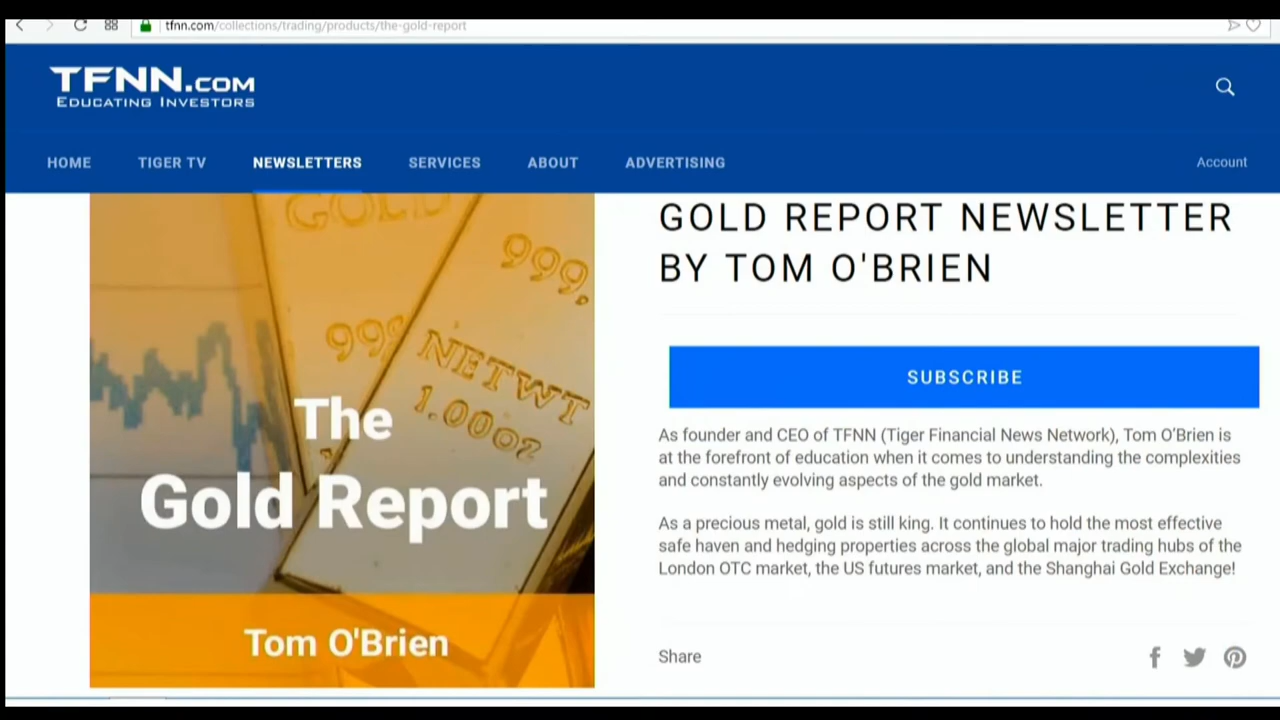 tfnn.com/collections/trading/products/the-gold-report
TFNN.COM
EDUCATING INVESTORS
HOME TIGER TV NEWSLETTERS SERVICES ABOUT ADVERTISING Account
GOLD
999,
999
NETWT
1.00OZ
The
Gold Report
Tom O'Brien
GOLD REPORT NEWSLETTER
BY TOM O'BRIEN
SUBSCRIBE
As founder and CEO of TFNN (Tiger Financial News Network), Tom O’Brien is
at the forefront of education when it comes to understanding the complexities
and constantly evolving aspects of the gold market.
As a precious metal, gold is still king. It continues to hold the most effective
safe haven and hedging properties across the global major trading hubs of the
London OTC market, the US futures market, and the Shanghai Gold Exchange!
Share